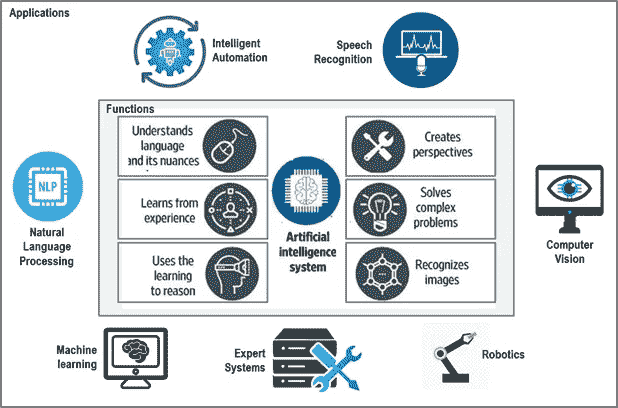 Applications
Intelligent
Automation
Speech
Recognition
Functions
Understands
language
and its nuances
Learns from
experience
Uses the
learning
to reason
Artificial
intelligence
system
Creates
perspectives
Solves
complex
problems
Recognizes
images
NLP
Natural
Language
Processing
Computer
Vision
Machine
learning
Expert
Systems
Robotics